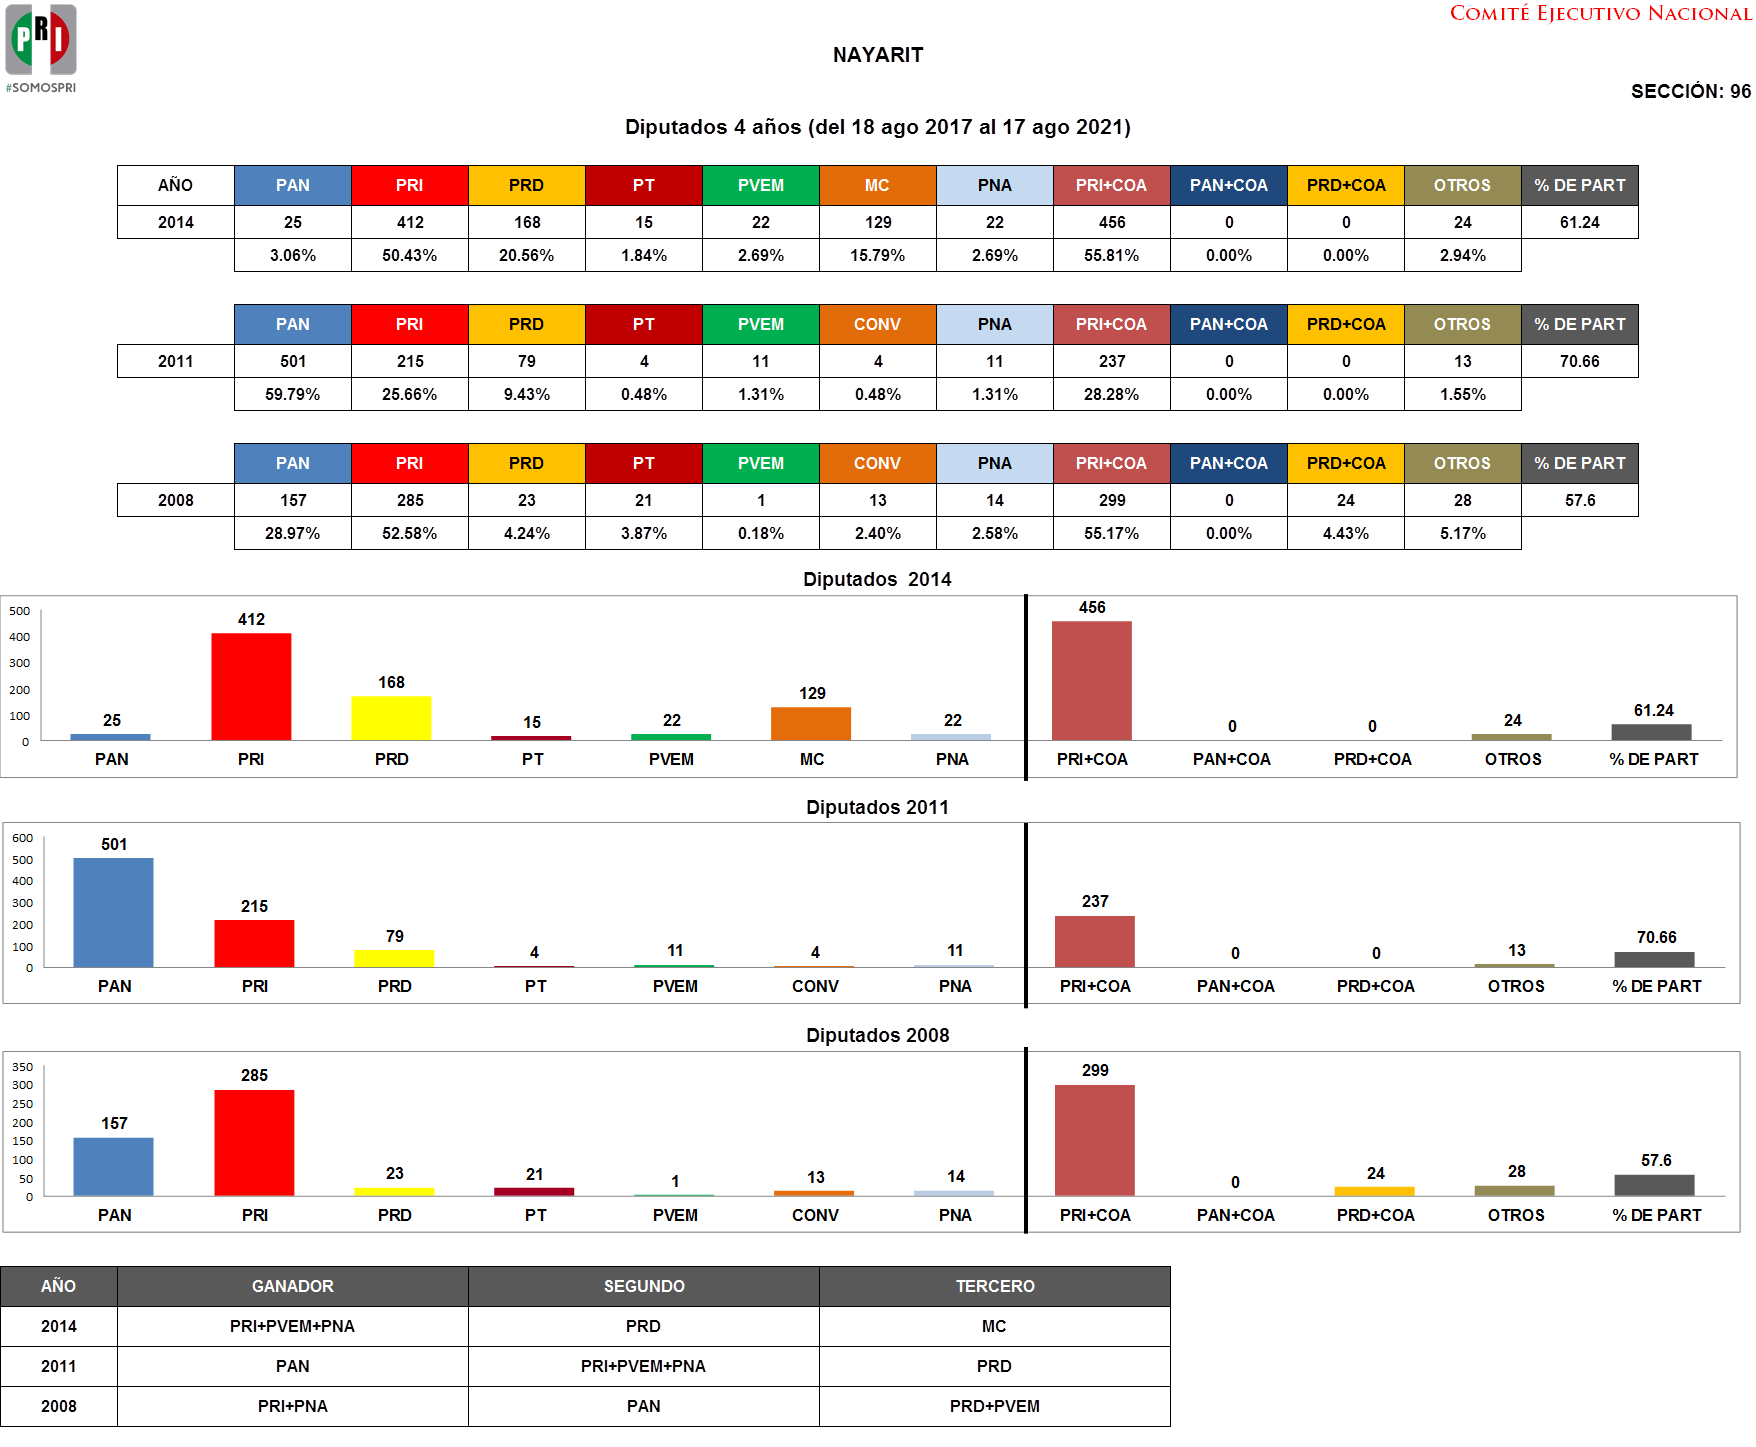 PRI
#SOMOSPRI
COMITÉ EJECUTIVO NACIONAL
NAYARIT
SECCIÓN: 96
Diputados 4 años (del 18 ago 2017 al 17 ago 2021)
AÑO PAN PRI PRD PT PVEM MC PNA PRI+COA PAN+COA PRD+COA OTROS % DE PART
2014 25 412 168 15 22 129 22 456 0 0 24 61.24
3.06% 50.43% 20.56% 1.84% 2.69% 15.79% 2.69% 55.81% 0.00% 0.00% 2.94%
PAN PRI PRD PT PVEM CONV PNA PRI+COA PAN+COA PRD+COA OTROS % DE PART
2011 501 215 79 4 11 4 11 237 0 0 13 70.66
59.79% 25.66% 9.43% 0.48% 1.31% 0.48% 1.31% 28.28% 0.00% 0.00% 1.55%
PAN PRI PRD PT PVEM CONV PNA PRI+COA PAN+COA PRD+COA OTROS % DE PART
2008 157 285 23 21 1 13 14 299 0 24 28 57.6
28.97% 52.58% 4.24% 3.87% 0.18% 2.40% 2.58% 55.17% 0.00% 4.43% 5.17%
Diputados 2014
500
400
300
200
100
0
25 412 168 15 22 129 22 456 0 0 24 61.24
PAN PRI PRD PT PVEM MC PNA PRI+COA PAN+COA PRD+COA OTROS % DE PART
Diputados 2011
600
500
400
300
200
100
0
501 215 79 4 11 4 11 237 0 0 13 70.66
PAN PRI PRD PT PVEM CONV PNA PRI+COA PAN+COA PRD+COA OTROS % DE PART
Diputados 2008
350
300
250
200
150
100
50
0
157 285 23 21 1 13 14 299 0 24 28 57.6
PAN PRI PRD PT PVEM CONV PNA PRI+COA PAN+COA PRD+COA OTROS % DE PART
AÑO GANADOR SEGUNDO TERCERO
2014 PRI+PVEM+PNA PRD MC
2011 PAN PRI+PVEM+PNA PRD
2008 PRI+PNA PAN PRD+PVEM